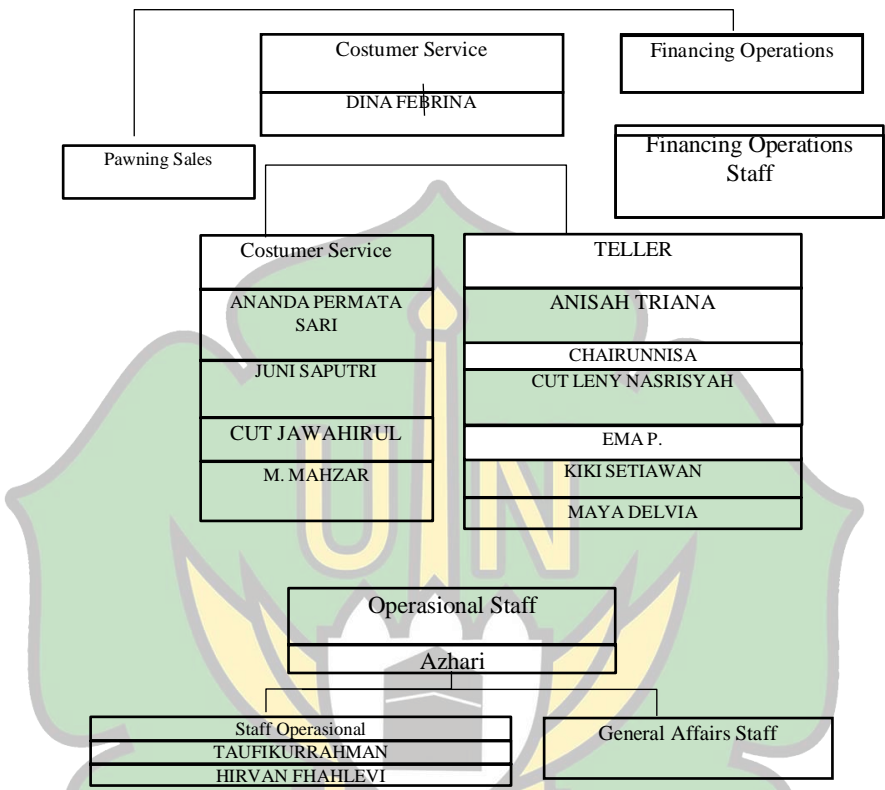 Costumer Service
DINA FEBRINA
Financing Operations
Pawning Sales
Financing Operations
Staff
Costumer Service
ANANDA PERMATA
SARI
JUNI SAPUTRI
CUT JAWAHIRUL
M. MAHZAR
TELLER
ANISAH TRIANA
CHAIRUNNISA
CUT LENY NASRISYAH
EMA P.
KIKI SETIAWAN
MAYA DELVIA
UIN
Operasional Staff
Azhari
Staff Operasional
TAUFIKURRAHMAN
HIRVAN FHAHLEVI
General Affairs Staff